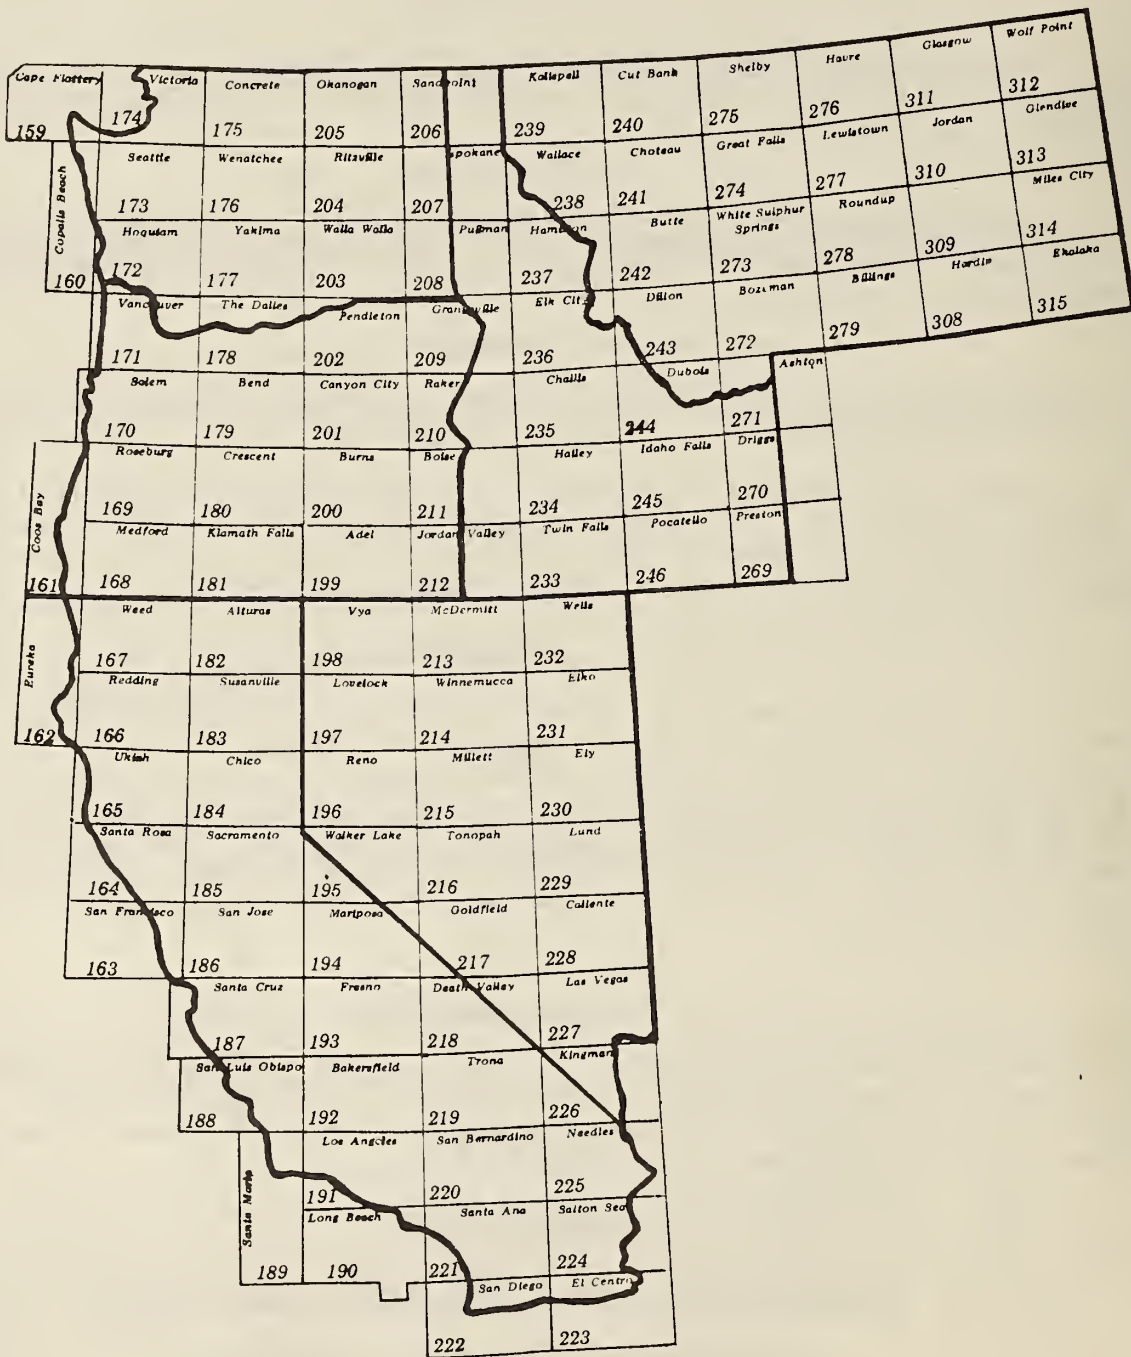 Cape Flattery Victoria Concrete Okanogan Sandpoint Kalispell Cut Bank Shelby Havre Glasgow Wolf Point
159 174 175 205 206 239 240 275 276 311 312
Copalis Beach Seattle Wenatchee Ritzville Spokane Wallace Choteau Great Falls Lewistown Jordan Glendive
173 176 204 207 238 241 274 277 310 313
Hoquiam Yakima Walla Walla Pullman Hamilton Butte White Sulphur Springs Roundup Miles City
160 172 177 203 208 237 242 273 278 309 314
Vancouver The Dalles Pendleton Grangeville Elk City Dillon Bozeman Billings Hardin Ekalaka
171 178 202 209 236 243 272 279 308 315
Salem Bend Canyon City Baker Challis Dubois Ashton
170 179 201 210 235 244 271
Coos Bay Roseburg Crescent Burns Boise Hailey Idaho Falls Driggs
169 180 200 211 234 245 270
Medford Klamath Falls Adel Jordan Valley Twin Falls Pocatello Preston
161 168 181 199 212 233 246 269
Eureka Weed Alturas Vya McDermitt Wells
167 182 198 213 232
Redding Susanville Lovelock Winnemucca Elko
162 166 183 197 214 231
Ukiah Chico Reno Millett Ely
165 184 196 215 230
Santa Rosa Sacramento Walker Lake Tonopah Lund
164 185 195 216 229
San Francisco San Jose Mariposa Goldfield Caliente
163 186 194 217 228
Santa Cruz Fresno Death Valley Las Vegas
187 193 218 227
San Luis Obispo Bakersfield Trona Kingman
188 192 219 226
Santa Maria Los Angeles San Bernardino Needles
191 220 225
Long Beach Santa Ana Salton Sea
189 190 221 224
San Diego El Centro
222 223